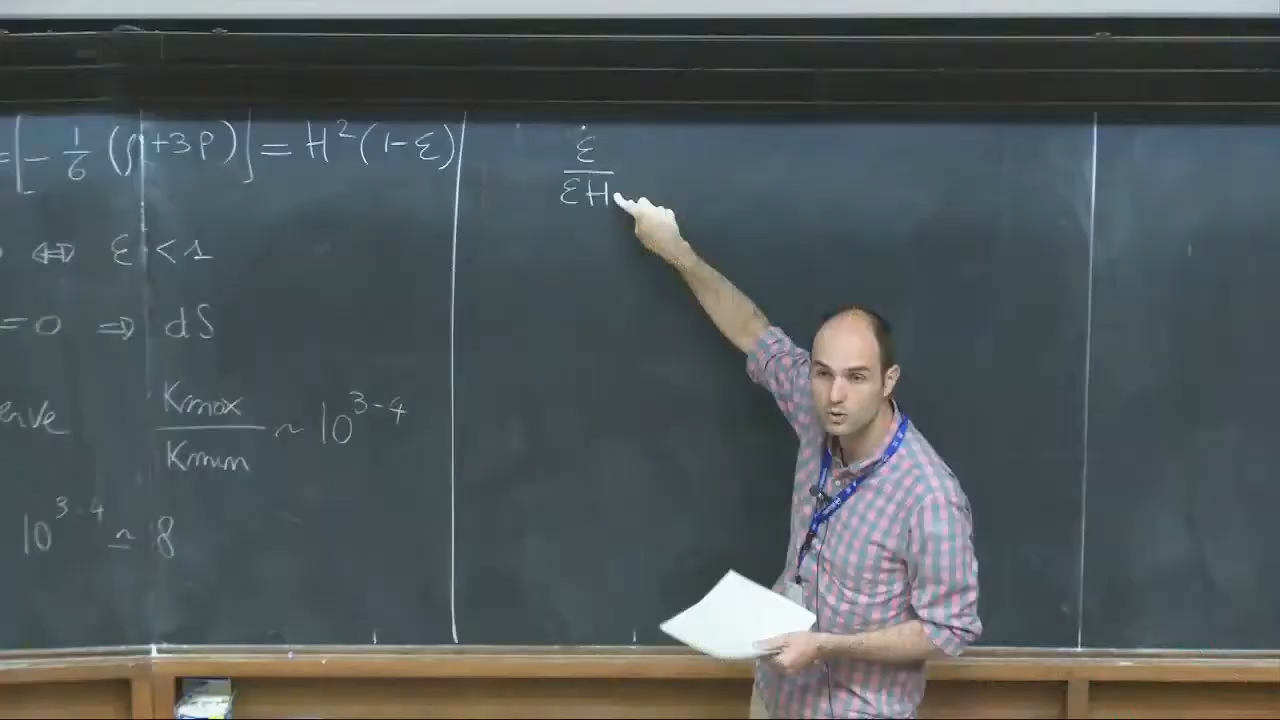 = [-1/6 (ρ+3P)] = H²(1-ε)
⇔ ε < 1
=0 ⇒ dS
erve Kmax/Kmin ~ 10^{3-4}
10^{3-4} ≃ 8
ε̇/εH